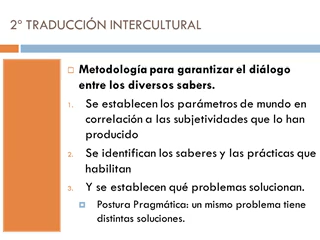 2° TRADUCCIÓN INTERCULTURAL
Metodología para garantizar el diálogo
entre los diversos sabers.
1. Se establecen los parámetros de mundo en
correlación a las subjetividades que lo han
producido
2. Se identifican los saberes y las prácticas que
habilitan
3. Y se establecen qué problemas solucionan.
Postura Pragmática: un mismo problema tiene
distintas soluciones.